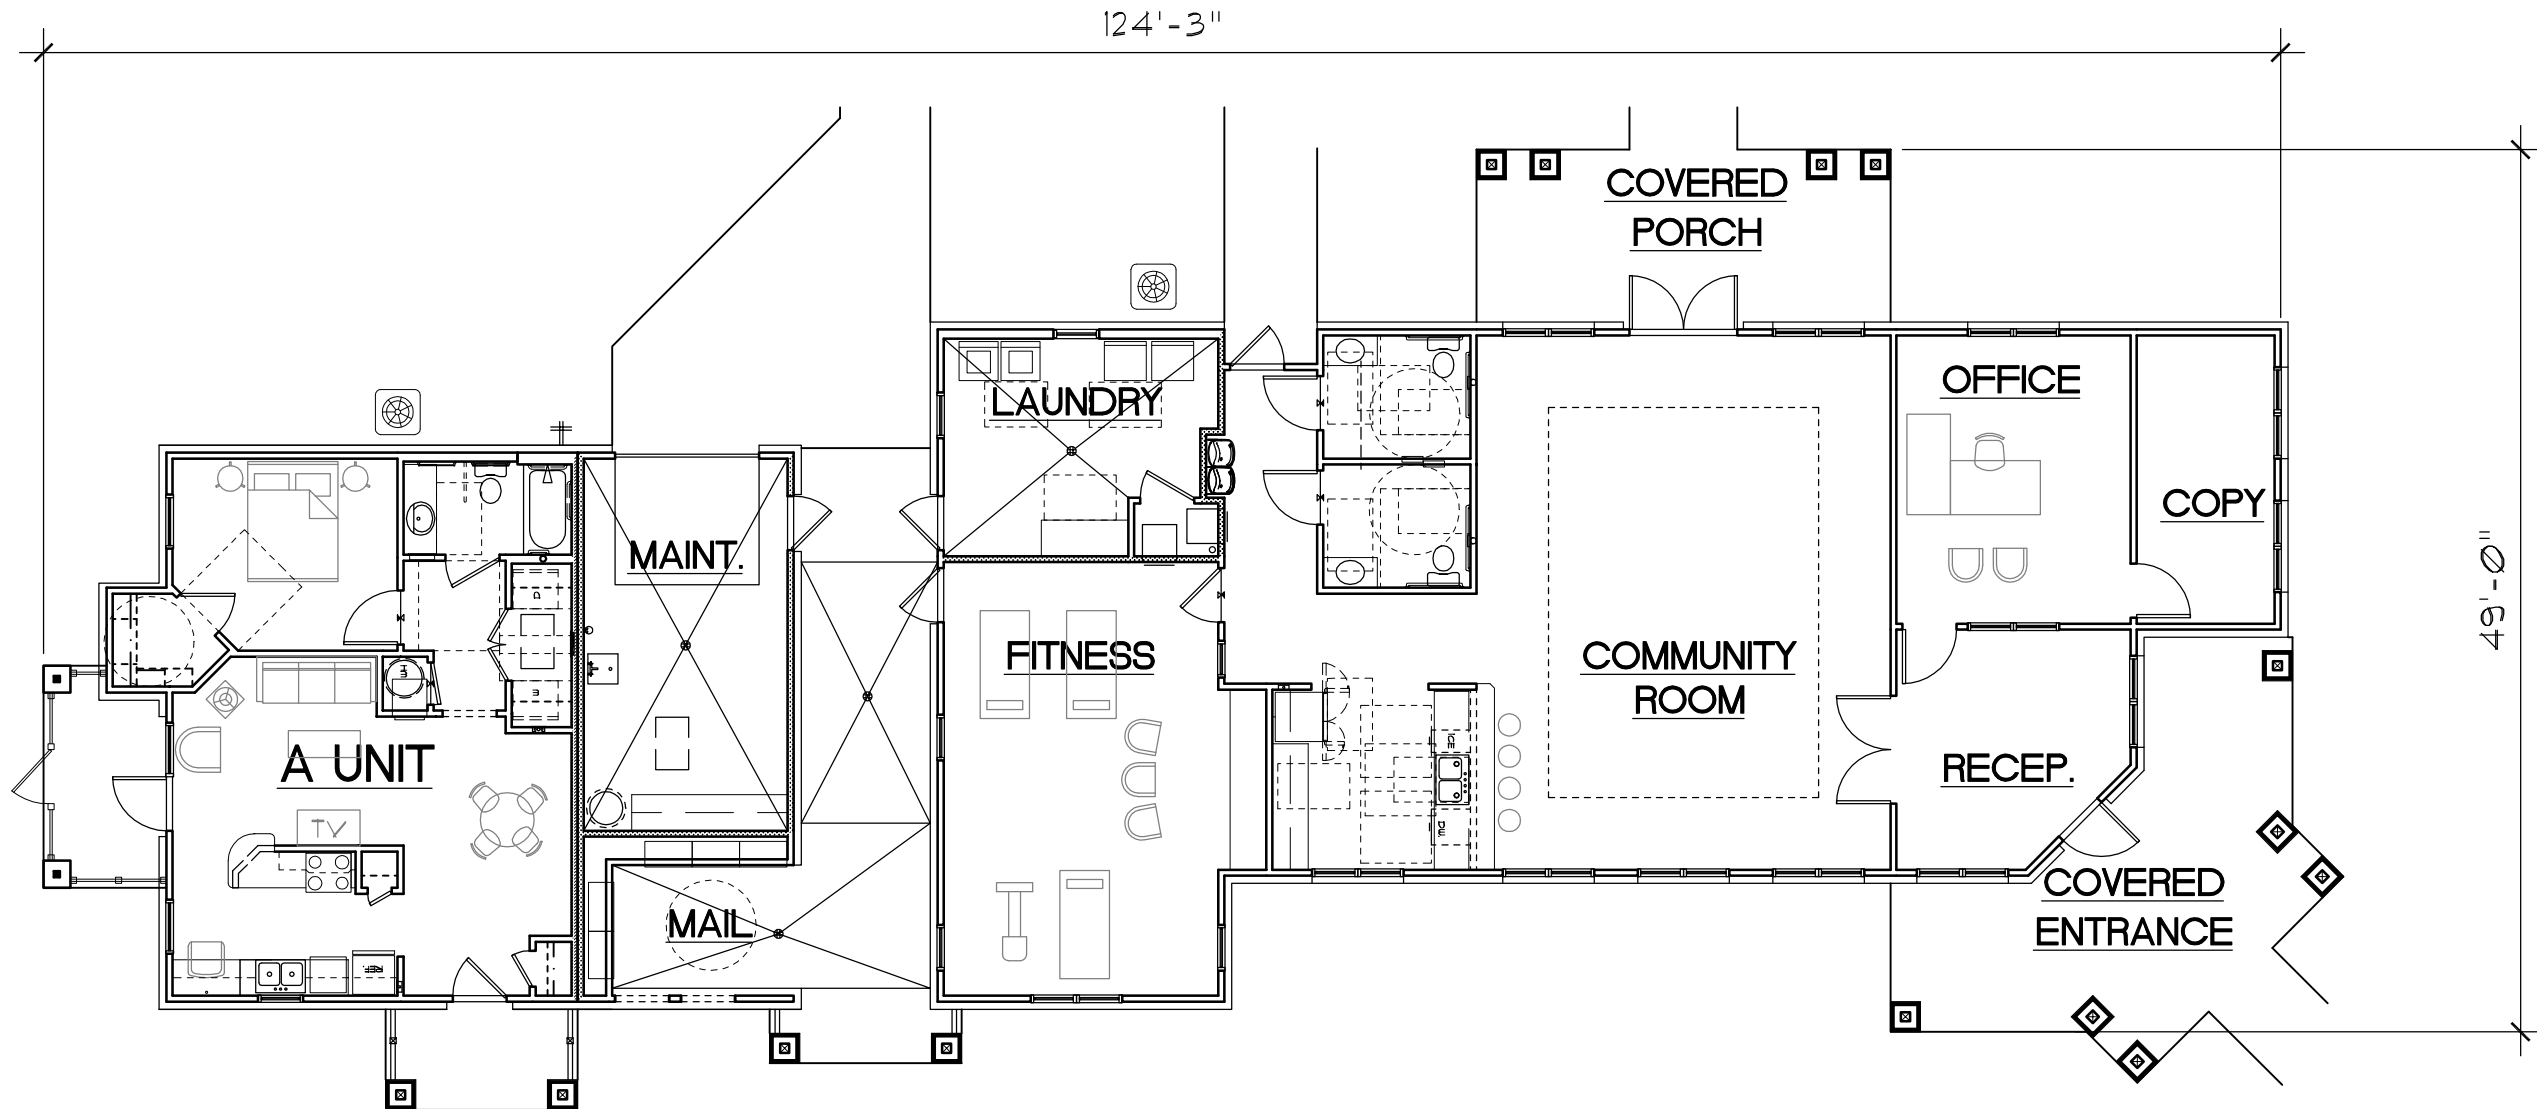 124'-3"
COVERED
PORCH
OFFICE
LAUNDRY
COPY
MAINT.
49'-0"
FITNESS
COMMUNITY
ROOM
A UNIT
RECEP.
ICE
TV
D.W.
COVERED
ENTRANCE
MAIL
REF.
D
W